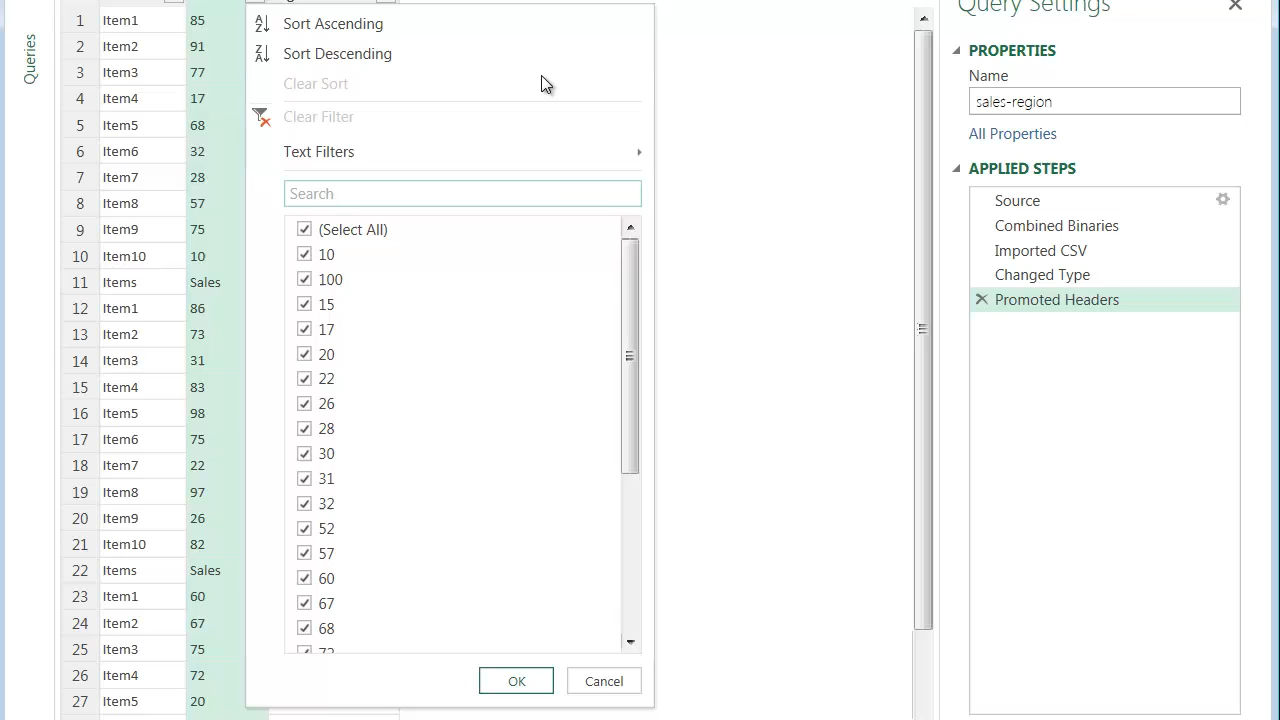 Queries
1 Item1 85
2 Item2 91
3 Item3 77
4 Item4 17
5 Item5 68
6 Item6 32
7 Item7 28
8 Item8 57
9 Item9 75
10 Item10 10
11 Items Sales
12 Item1 86
13 Item2 73
14 Item3 31
15 Item4 83
16 Item5 98
17 Item6 75
18 Item7 22
19 Item8 97
20 Item9 26
21 Item10 82
22 Items Sales
23 Item1 60
24 Item2 67
25 Item3 75
26 Item4 72
27 Item5 20
Sort Ascending
Sort Descending
Clear Sort
Clear Filter
Text Filters
Search
(Select All)
10
100
15
17
20
22
26
28
30
31
32
52
57
60
67
68
OK Cancel
Query Settings
PROPERTIES
Name
sales-region
All Properties
APPLIED STEPS
Source
Combined Binaries
Imported CSV
Changed Type
Promoted Headers